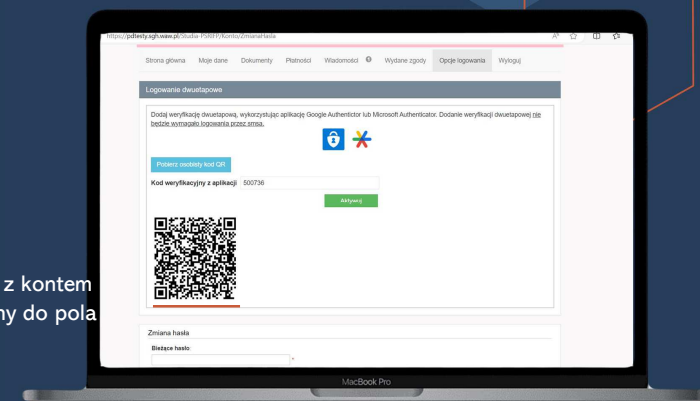 https://pdtesty.sgh.waw.pl/Studia-PSRIFP/Konto/ZmianaHasla
Strona główna Moje dane Dokumenty Płatności Wiadomości Wydane zgody Opcje logowania Wyloguj
Logowanie dwuetapowe
Dodaj weryfikację dwuetapową, wykorzystując aplikację Google Authentictor lub Microsoft Authenticator. Dodanie weryfikacji dwuetapowej nie
będzie wymagało logowania przez smsa.
Pobierz osobisty kod QR
Kod weryfikacyjny z aplikacji 500736
Aktywuj
z kontem
ny do pola
Zmiana hasła
Bieżące hasło
*
MacBook Pro